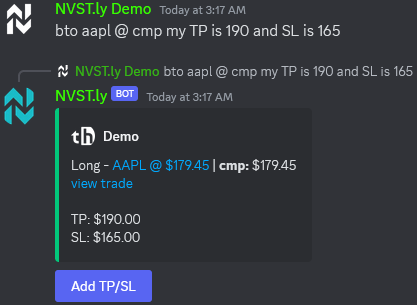 NVST.ly Demo Today at 3:17 AM
bto aapl @ cmp my TP is 190 and SL is 165
NVST.ly Demo bto aapl @ cmp my TP is 190 and SL is 165
NVST.ly BOT Today at 3:17 AM
th Demo
Long - AAPL @ $179.45 | cmp: $179.45
view trade
TP: $190.00
SL: $165.00
Add TP/SL